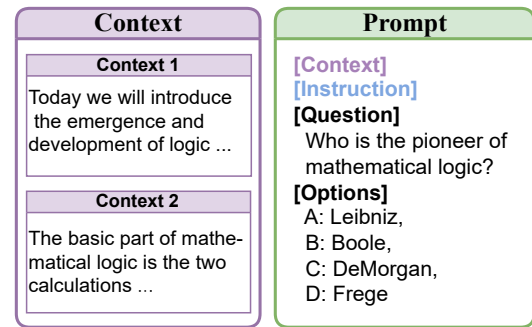 Context
Context 1
Today we will introduce
the emergence and
development of logic ...
Context 2
The basic part of mathe-
matical logic is the two
calculations ...
Prompt
[Context]
[Instruction]
[Question]
Who is the pioneer of
mathematical logic?
[Options]
A: Leibniz,
B: Boole,
C: DeMorgan,
D: Frege